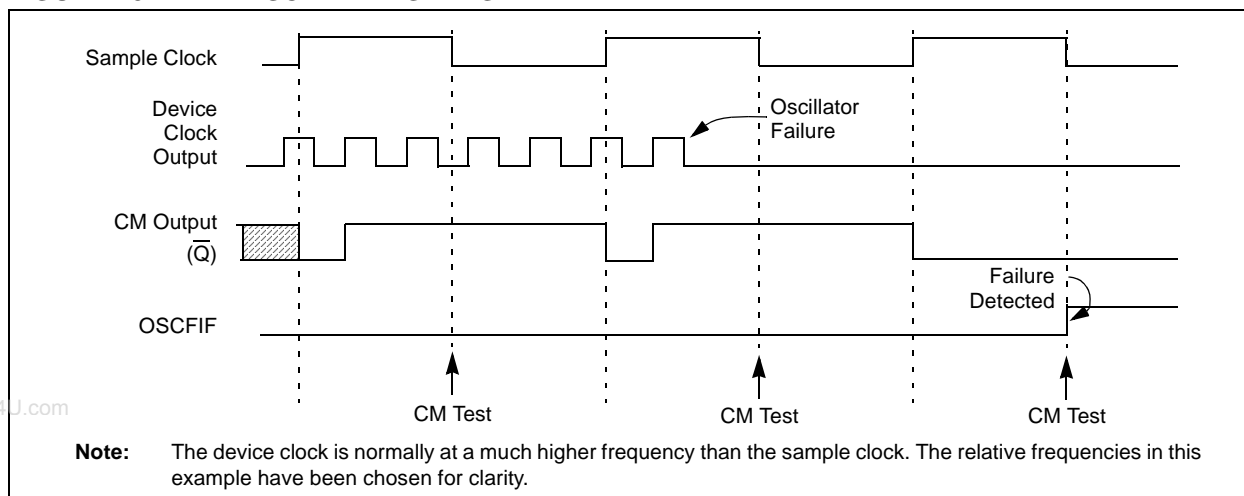 Sample Clock
Device
Clock
Output
Oscillator
Failure
CM Output
(Q̅)
Failure
Detected
OSCFIF
CM Test
CM Test
CM Test
4U.com
Note: The device clock is normally at a much higher frequency than the sample clock. The relative frequencies in this
example have been chosen for clarity.